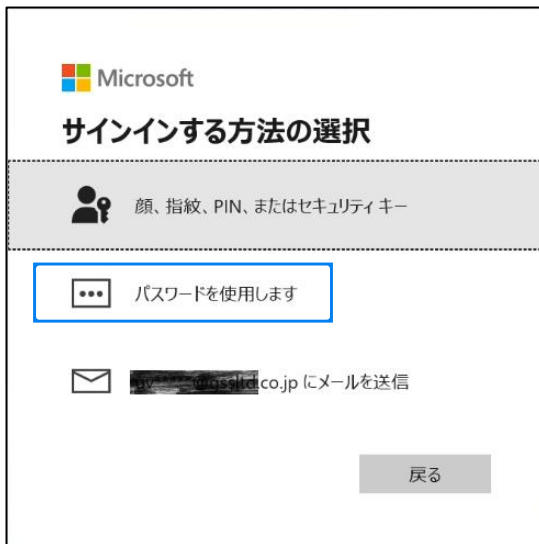 Microsoft
サインインする方法の選択
顔、指紋、PIN、またはセキュリティ キー
パスワードを使用します
co.jp にメールを送信
戻る